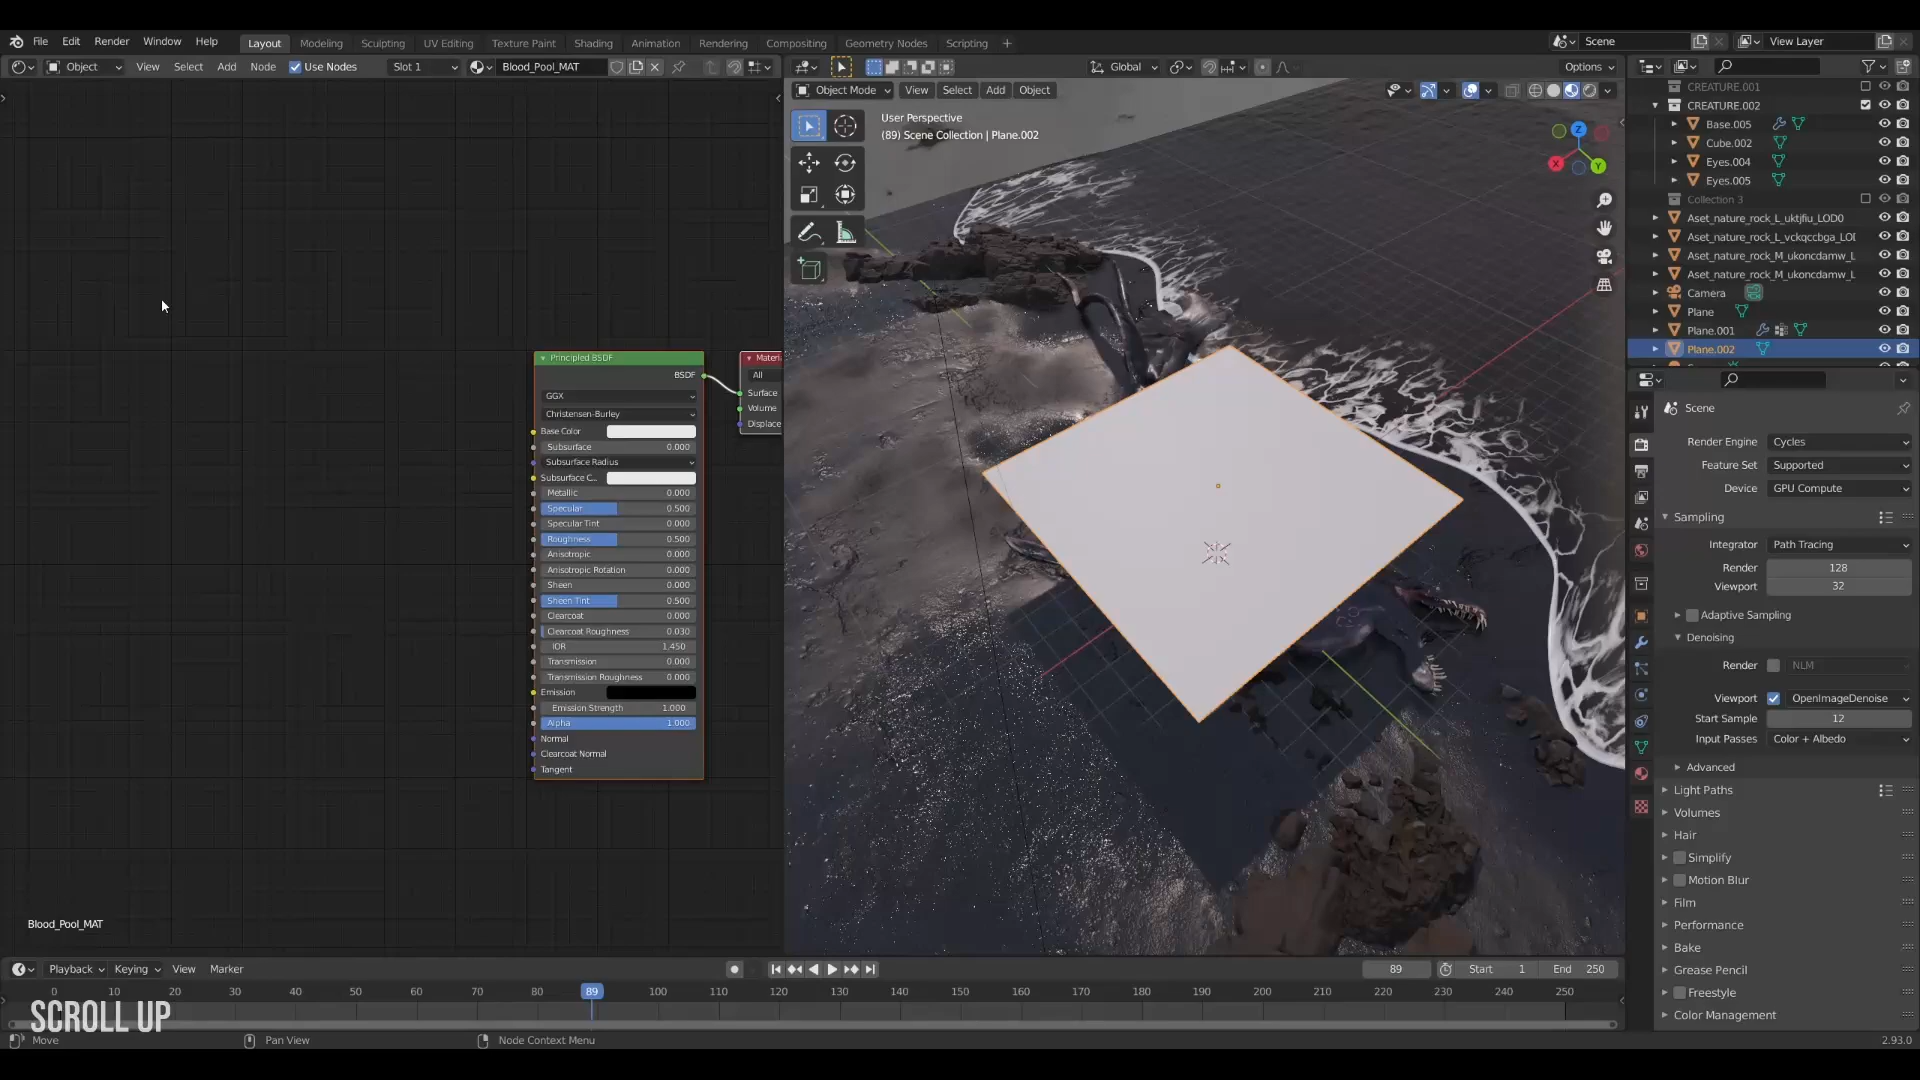 File Edit Render Window Help Layout Modeling Sculpting UV Editing Texture Paint Shading Animation Rendering Compositing Geometry Nodes Scripting + Scene View Layer
Object View Select Add Node Use Nodes Slot 1 Blood_Pool_MAT Global Options
Object Mode View Select Add Object
User Perspective
(89) Scene Collection | Plane.002
Z
X
Y
CREATURE.001
CREATURE.002
Base.005
Cube.002
Eyes.004
Eyes.005
Collection 3
Aset_nature_rock_L_uktjfiu_LOD0
Aset_nature_rock_L_vckqccbga_LO
Aset_nature_rock_M_ukoncdamw_L
Aset_nature_rock_M_ukoncdamw_L
Camera
Plane
Plane.001
Plane.002
Principled BSDF
BSDF
GGX
Christensen-Burley
Base Color
Subsurface 0.000
Subsurface Radius
Subsurface C..
Metallic 0.000
Specular 0.500
Specular Tint 0.000
Roughness 0.500
Anisotropic 0.000
Anisotropic Rotation 0.000
Sheen 0.000
Sheen Tint 0.500
Clearcoat 0.000
Clearcoat Roughness 0.030
IOR 1.450
Transmission 0.000
Transmission Roughness 0.000
Emission
Emission Strength 1.000
Alpha 1.000
Normal
Clearcoat Normal
Tangent
Materi
All
Surface
Volume
Displace
Scene
Render Engine Cycles
Feature Set Supported
Device GPU Compute
Sampling
Integrator Path Tracing
Render 128
Viewport 32
Adaptive Sampling
Denoising
Render NLM
Viewport OpenImageDenoise
Start Sample 12
Input Passes Color + Albedo
Advanced
Light Paths
Volumes
Hair
Simplify
Motion Blur
Film
Performance
Bake
Grease Pencil
Freestyle
Color Management
Blood_Pool_MAT
Playback Keying View Marker 89 Start 1 End 250
0 10 20 30 40 50 60 70 80 89 100 110 120 130 140 150 160 170 180 190 200 210 220 230 240 250
SCROLL UP
Move Pan View Node Context Menu 2.93.0